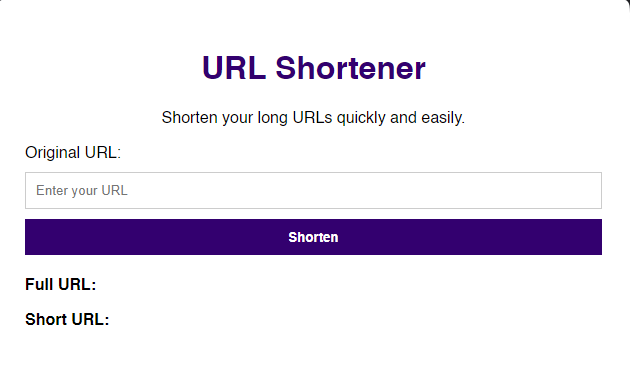 URL Shortener
Shorten your long URLs quickly and easily.
Original URL:
Enter your URL
Shorten
Full URL:
Short URL: